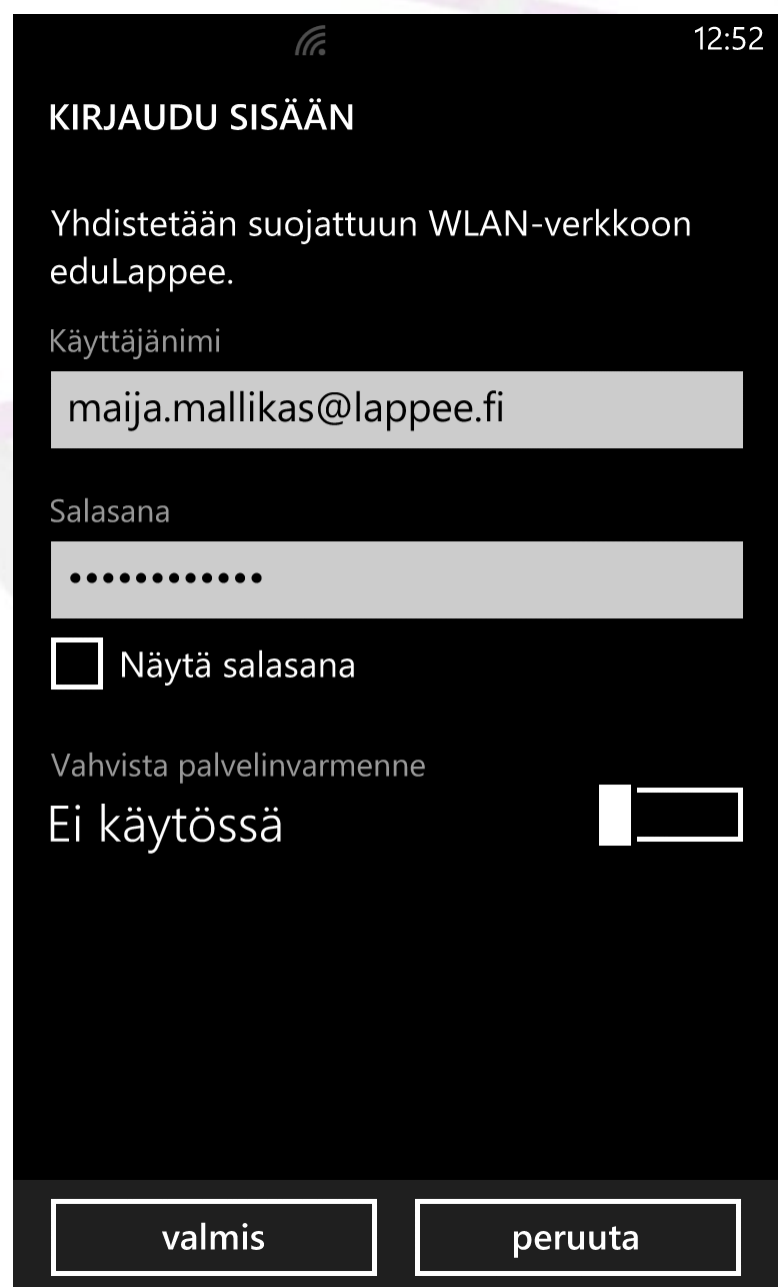 12:52
KIRJAUDU SISÄÄN
Yhdistetään suojattuun WLAN-verkkoon
eduLappee.
Käyttäjänimi
maija.mallikas@lappee.fi
Salasana
••••••••••••
Näytä salasana
Vahvista palvelinvarmenne
Ei käytössä
valmis
peruuta